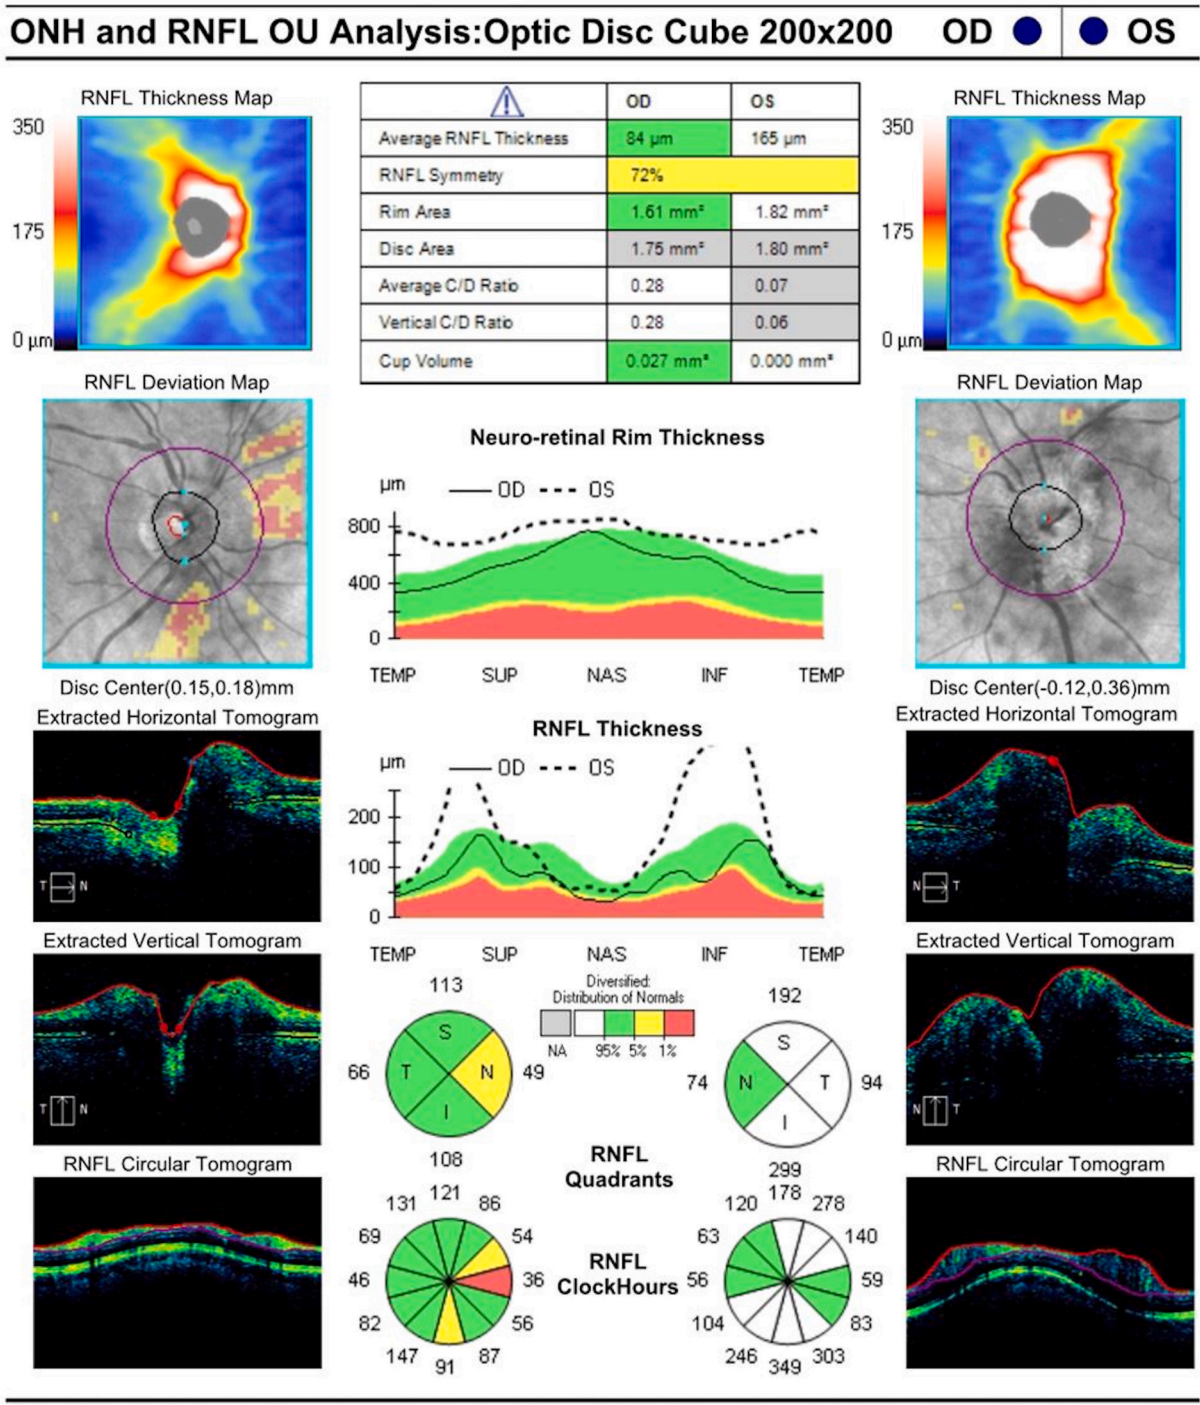 ONH and RNFL OU Analysis:Optic Disc Cube 200x200 OD OS
RNFL Thickness Map
350
175
0 µm
OD OS
Average RNFL Thickness 84 µm 165 µm
RNFL Symmetry 72%
Rim Area 1.61 mm² 1.82 mm²
Disc Area 1.75 mm² 1.80 mm²
Average C/D Ratio 0.28 0.07
Vertical C/D Ratio 0.28 0.06
Cup Volume 0.027 mm³ 0.000 mm³
RNFL Thickness Map
350
175
0 µm
RNFL Deviation Map
Disc Center(0.15,0.18)mm
Neuro-retinal Rim Thickness
µm OD OS
800
400
0
TEMP SUP NAS INF TEMP
RNFL Deviation Map
Disc Center(-0.12,0.36)mm
Extracted Horizontal Tomogram
T N
Extracted Vertical Tomogram
T N
RNFL Circular Tomogram
RNFL Thickness
µm OD OS
200
100
0
TEMP SUP NAS INF TEMP
Diversified:
Distribution of Normals
NA 95% 5% 1%
113
S
66 T N 49
I
108
192
S
74 N T 94
I
299
RNFL
Quadrants
RNFL
ClockHours
131 121 86
69 54
46 36
82 56
147 91 87
120 178 278
63 140
56 59
104 83
246 349 303
Extracted Horizontal Tomogram
N T
Extracted Vertical Tomogram
N T
RNFL Circular Tomogram